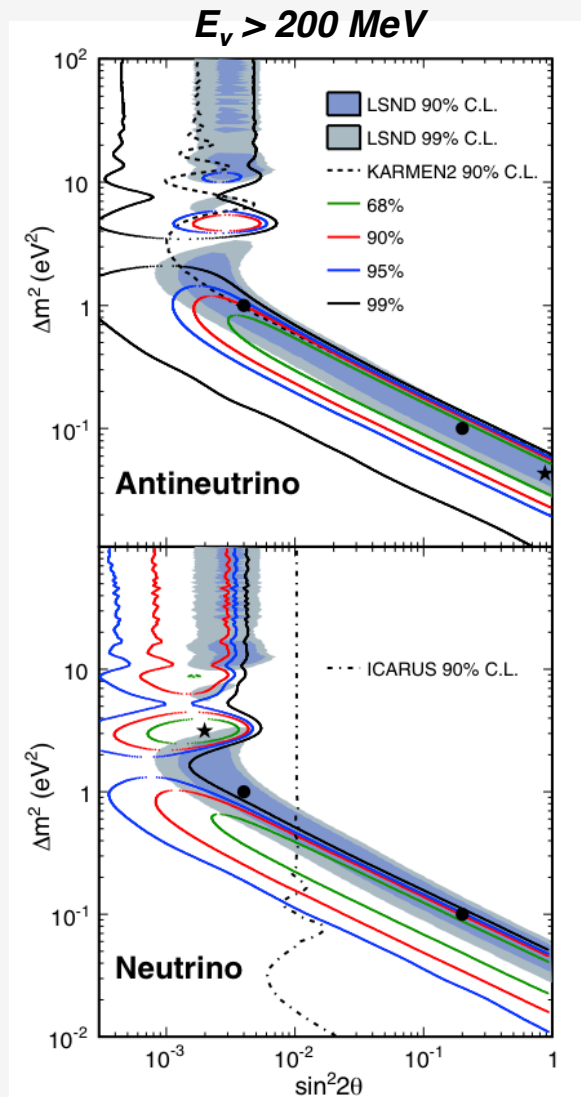 Eᵥ > 200 MeV
10²
LSND 90% C.L.
LSND 99% C.L.
KARMEN2 90% C.L.
68%
90%
95%
99%
10
1
10⁻¹
Δm² (eV²)
Antineutrino
ICARUS 90% C.L.
10
1
10⁻¹
10⁻²
Δm² (eV²)
Neutrino
10⁻³
10⁻²
10⁻¹
1
sin²2θ